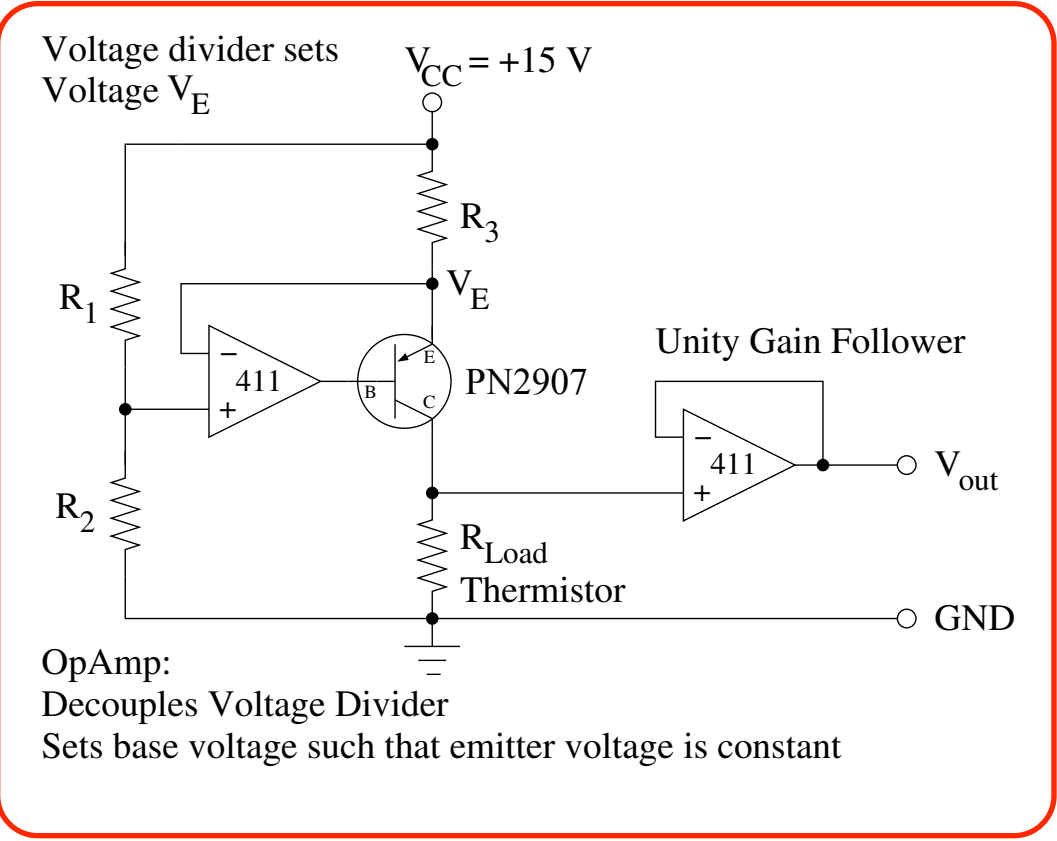 Voltage divider sets
Voltage V_E
V_CC = +15 V
R_3
V_E
R_1
−
411
+
B
E
C
PN2907
Unity Gain Follower
−
411
+
V_out
R_2
R_Load
Thermistor
GND
OpAmp:
Decouples Voltage Divider
Sets base voltage such that emitter voltage is constant